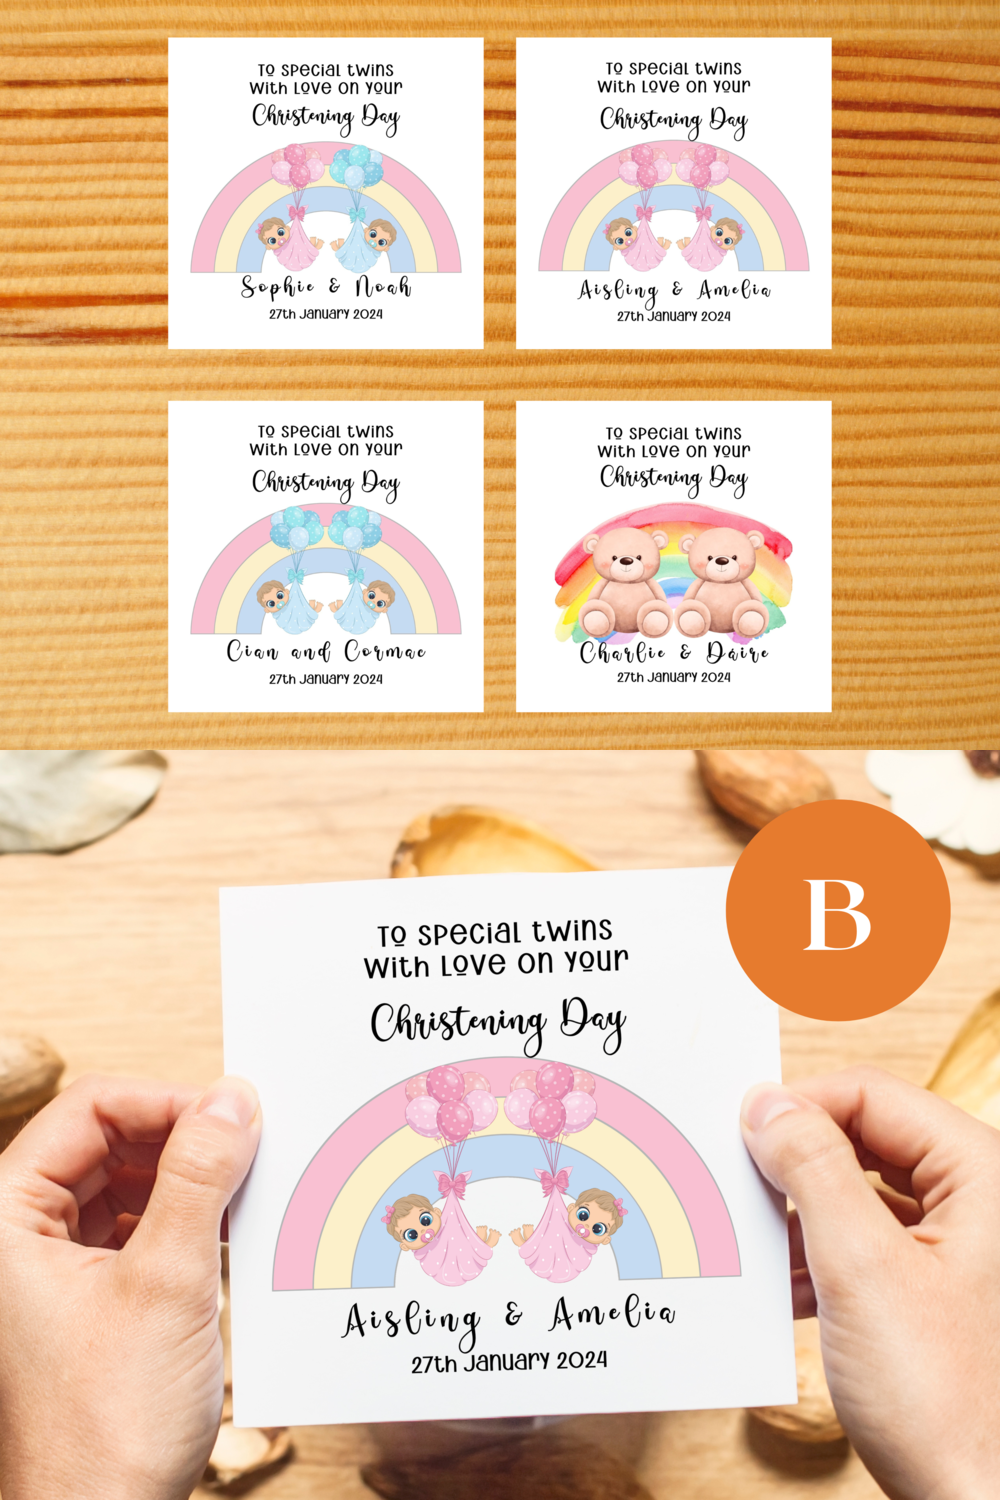 To special twins
With Love on your
Christening Day
Sophie & Noah
27th January 2024
To special twins
With Love on your
Christening Day
Aisling & Amelia
27th January 2024
To special twins
With Love on your
Christening Day
Cian and Cormac
27th January 2024
To special twins
With Love on your
Christening Day
Charlie & Dáire
27th January 2024
B
To special twins
With Love on your
Christening Day
Aisling & Amelia
27th January 2024